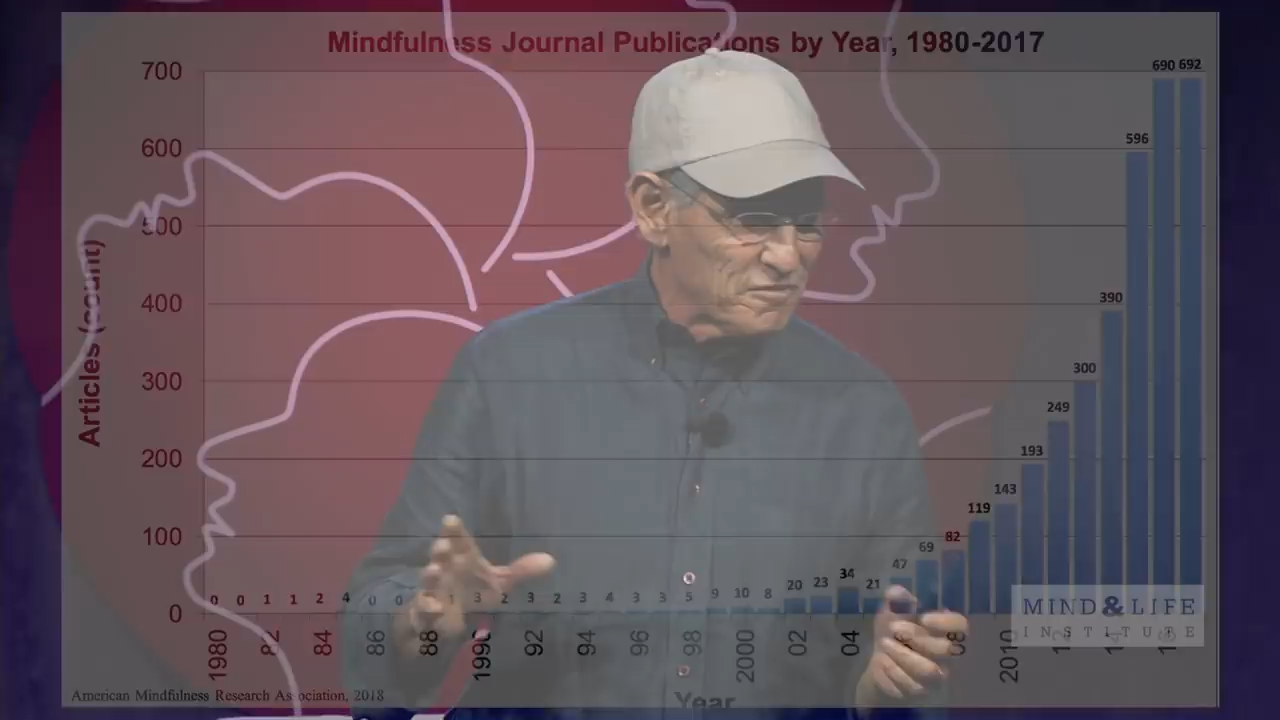 Mindfulness Journal Publications by Year, 1980-2017
Articles (count)
700
600
500
400
300
200
100
0
0 0 1 1 2 4 0 0 1 3 2 3 2 3 4 3 3 5 9 10 8 20 23 34 21 47 69 82 119 143 193 249 300 390 596 690 692
1980 82 84 86 88 1990 92 94 96 98 2000 02 04 08 2010
Year
MIND&LIFE
INSTITUTE
American Mindfulness Research Association, 2018